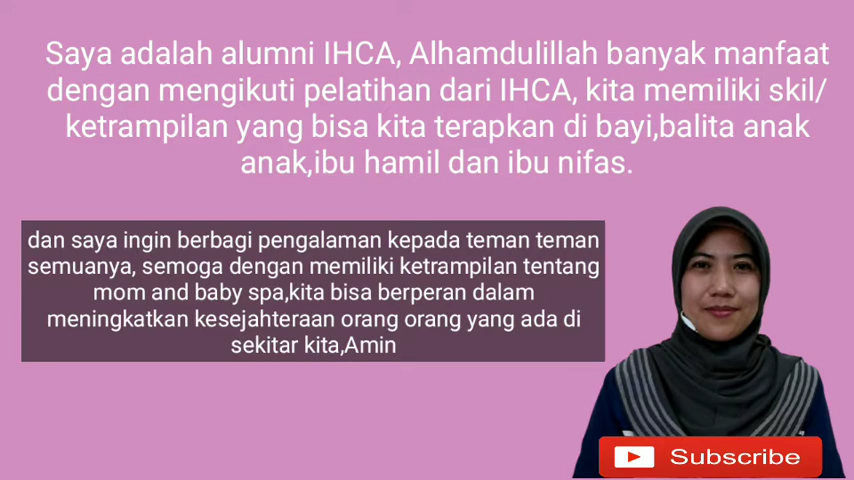 Saya adalah alumni IHCA, Alhamdulillah banyak manfaat
dengan mengikuti pelatihan dari IHCA, kita memiliki skil/
ketrampilan yang bisa kita terapkan di bayi,balita anak
anak,ibu hamil dan ibu nifas.
dan saya ingin berbagi pengalaman kepada teman teman
semuanya, semoga dengan memiliki ketrampilan tentang
mom and baby spa,kita bisa berperan dalam
meningkatkan kesejahteraan orang orang yang ada di
sekitar kita,Amin
Subscribe